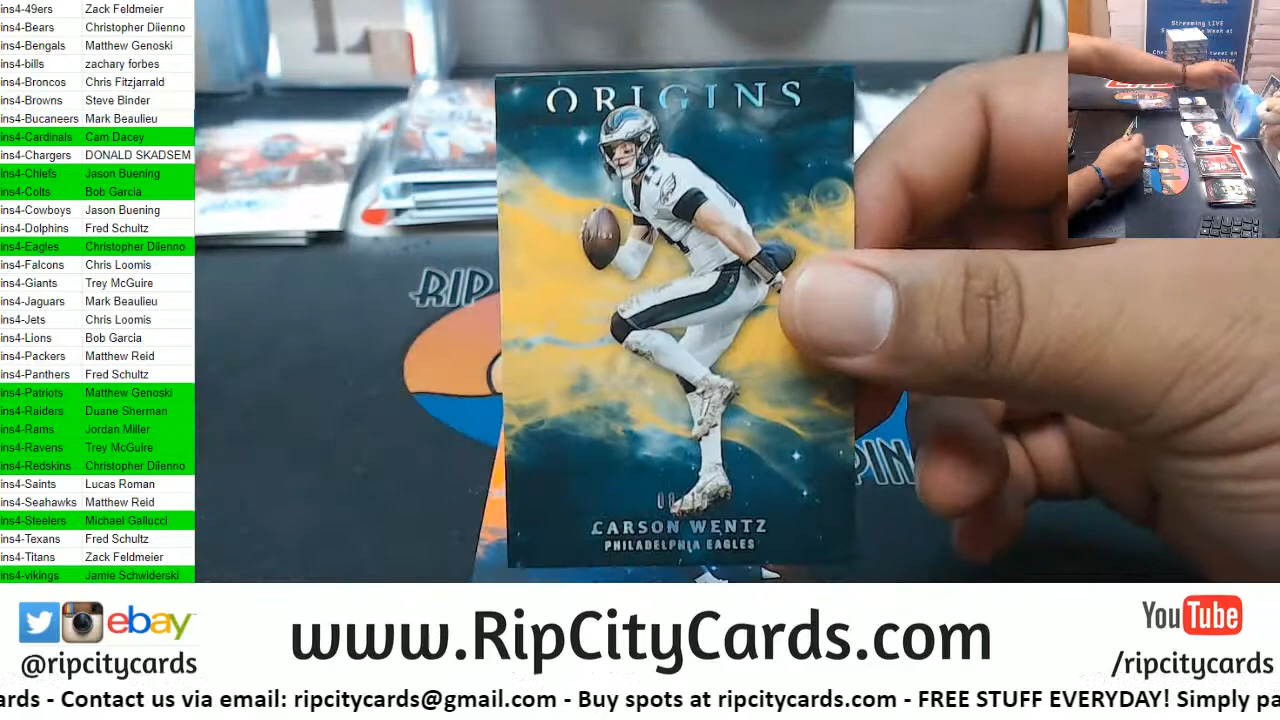 ins4-49ers Zack Feldmeier
ins4-Bears Christopher Diienno
ins4-Bengals Matthew Genoski
ins4-bills zachary forbes
ins4-Broncos Chris Fitzjarrald
ins4-Browns Steve Binder
ins4-Bucaneers Mark Beaulieu
ins4-Cardinals Cam Dacey
ins4-Chargers DONALD SKADSEM
ins4-Chiefs Jason Buening
ins4-Colts Bob Garcia
ins4-Cowboys Jason Buening
ins4-Dolphins Fred Schultz
ins4-Eagles Christopher Diienno
ins4-Falcons Chris Loomis
ins4-Giants Trey McGuire
ins4-Jaguars Mark Beaulieu
ins4-Jets Chris Loomis
ins4-Lions Bob Garcia
ins4-Packers Matthew Reid
ins4-Panthers Fred Schultz
ins4-Patriots Matthew Genoski
ins4-Raiders Duane Sherman
ins4-Rams Jordan Miller
ins4-Ravens Trey McGuire
ins4-Redskins Christopher Diienno
ins4-Saints Lucas Roman
ins4-Seahawks Matthew Reid
ins4-Steelers Michael Gallucci
ins4-Texans Fred Schultz
ins4-Titans Zack Feldmeier
ins4-vikings Jamie Schwiderski
ORIGINS
11
CARSON WENTZ
PHILADELPHIA EAGLES
RIP
Streaming LIVE
Week at
ebay
@ripcitycards
www.RipCityCards.com
YouTube
/ripcitycards
ards - Contact us via email: ripcitycards@gmail.com - Buy spots at ripcitycards.com - FREE STUFF EVERYDAY! Simply pa